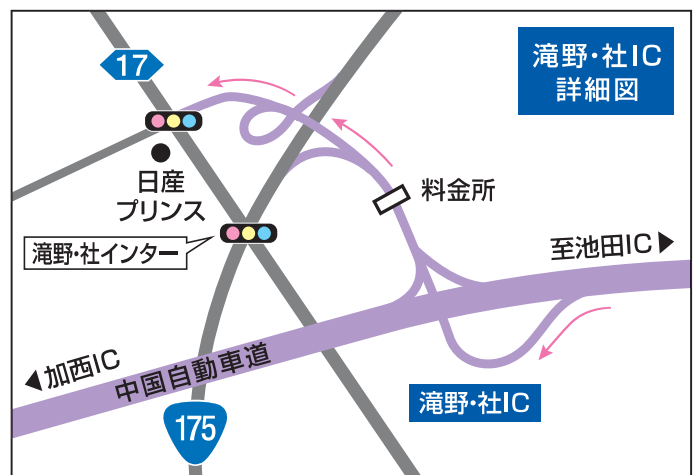 滝野・社IC
詳細図
17
日産
プリンス
料金所
滝野・社インター
至池田IC▶
◀加西IC
中国自動車道
滝野・社IC
175